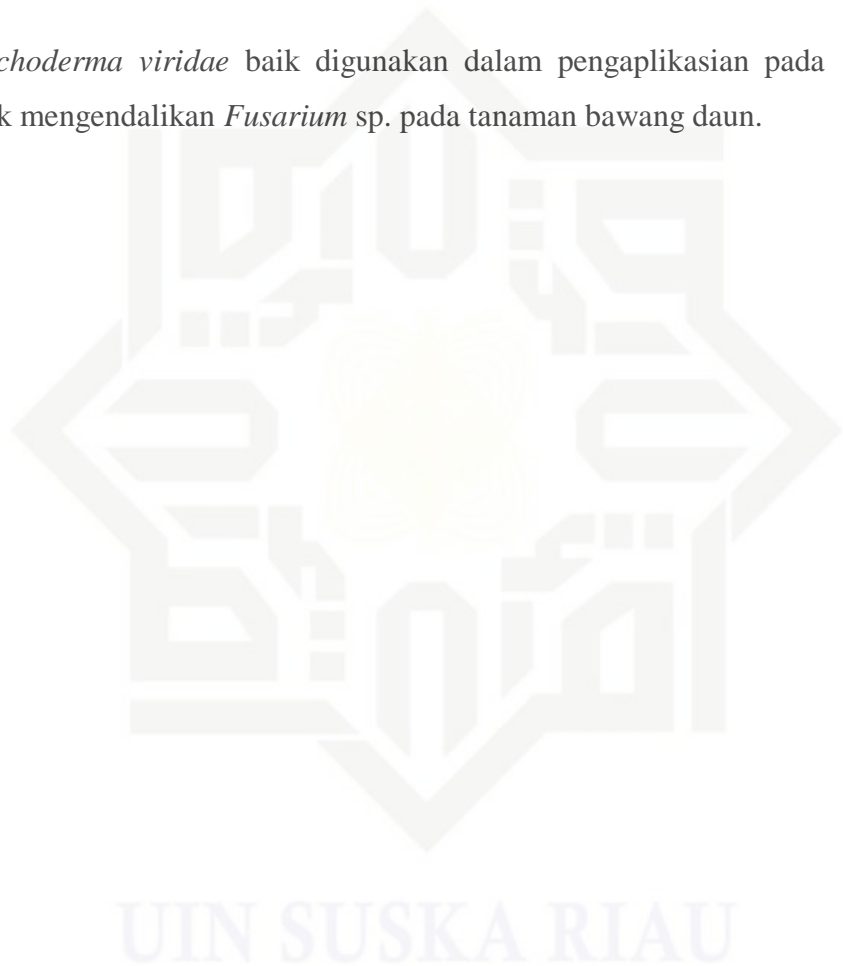 choderma viridae baik digunakan dalam pengaplikasian pada
k mengendalikan Fusarium sp. pada tanaman bawang daun.
UIN SUSKA RIAU